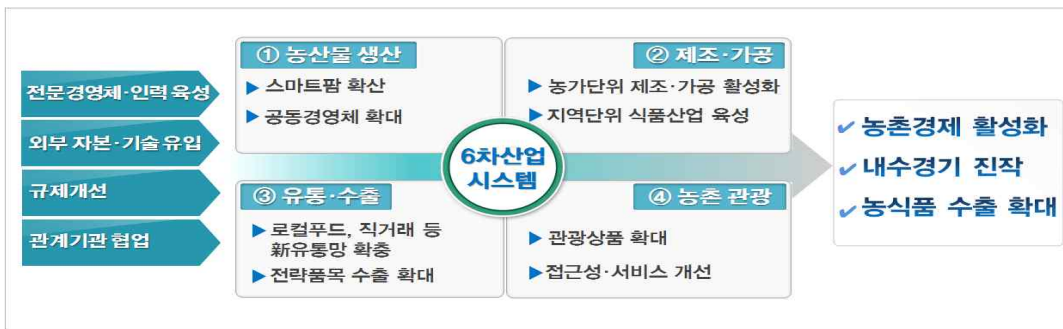 전문경영체·인력 육성
외부 자본·기술 유입
규제개선
관계기관 협업
① 농산물 생산
▶ 스마트팜 확산
▶ 공동경영체 확대
② 제조·가공
▶ 농가단위 제조·가공 활성화
▶ 지역단위 식품산업 육성
6차산업
시스템
③ 유통·수출
▶ 로컬푸드, 직거래 등
新유통망 확충
▶ 전략품목 수출 확대
④ 농촌 관광
▶ 관광상품 확대
▶ 접근성·서비스 개선
✔ 농촌경제 활성화
✔ 내수경기 진작
✔ 농식품 수출 확대